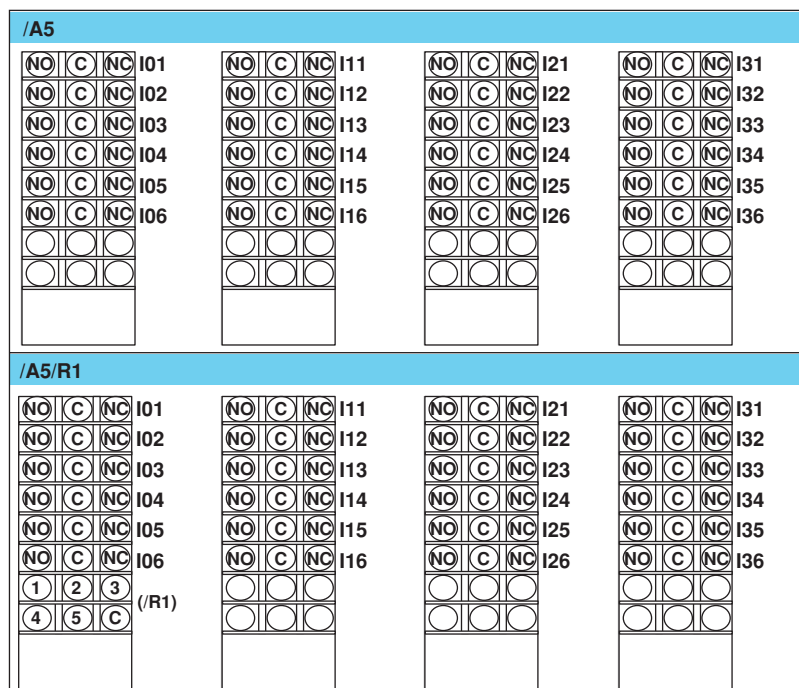 /A5
NO C NC I01 NO C NC I11 NO C NC I21 NO C NC I31
NO C NC I02 NO C NC I12 NO C NC I22 NO C NC I32
NO C NC I03 NO C NC I13 NO C NC I23 NO C NC I33
NO C NC I04 NO C NC I14 NO C NC I24 NO C NC I34
NO C NC I05 NO C NC I15 NO C NC I25 NO C NC I35
NO C NC I06 NO C NC I16 NO C NC I26 NO C NC I36
/A5/R1
NO C NC I01 NO C NC I11 NO C NC I21 NO C NC I31
NO C NC I02 NO C NC I12 NO C NC I22 NO C NC I32
NO C NC I03 NO C NC I13 NO C NC I23 NO C NC I33
NO C NC I04 NO C NC I14 NO C NC I24 NO C NC I34
NO C NC I05 NO C NC I15 NO C NC I25 NO C NC I35
NO C NC I06 NO C NC I16 NO C NC I26 NO C NC I36
1 2 3
(/R1)
4 5 C